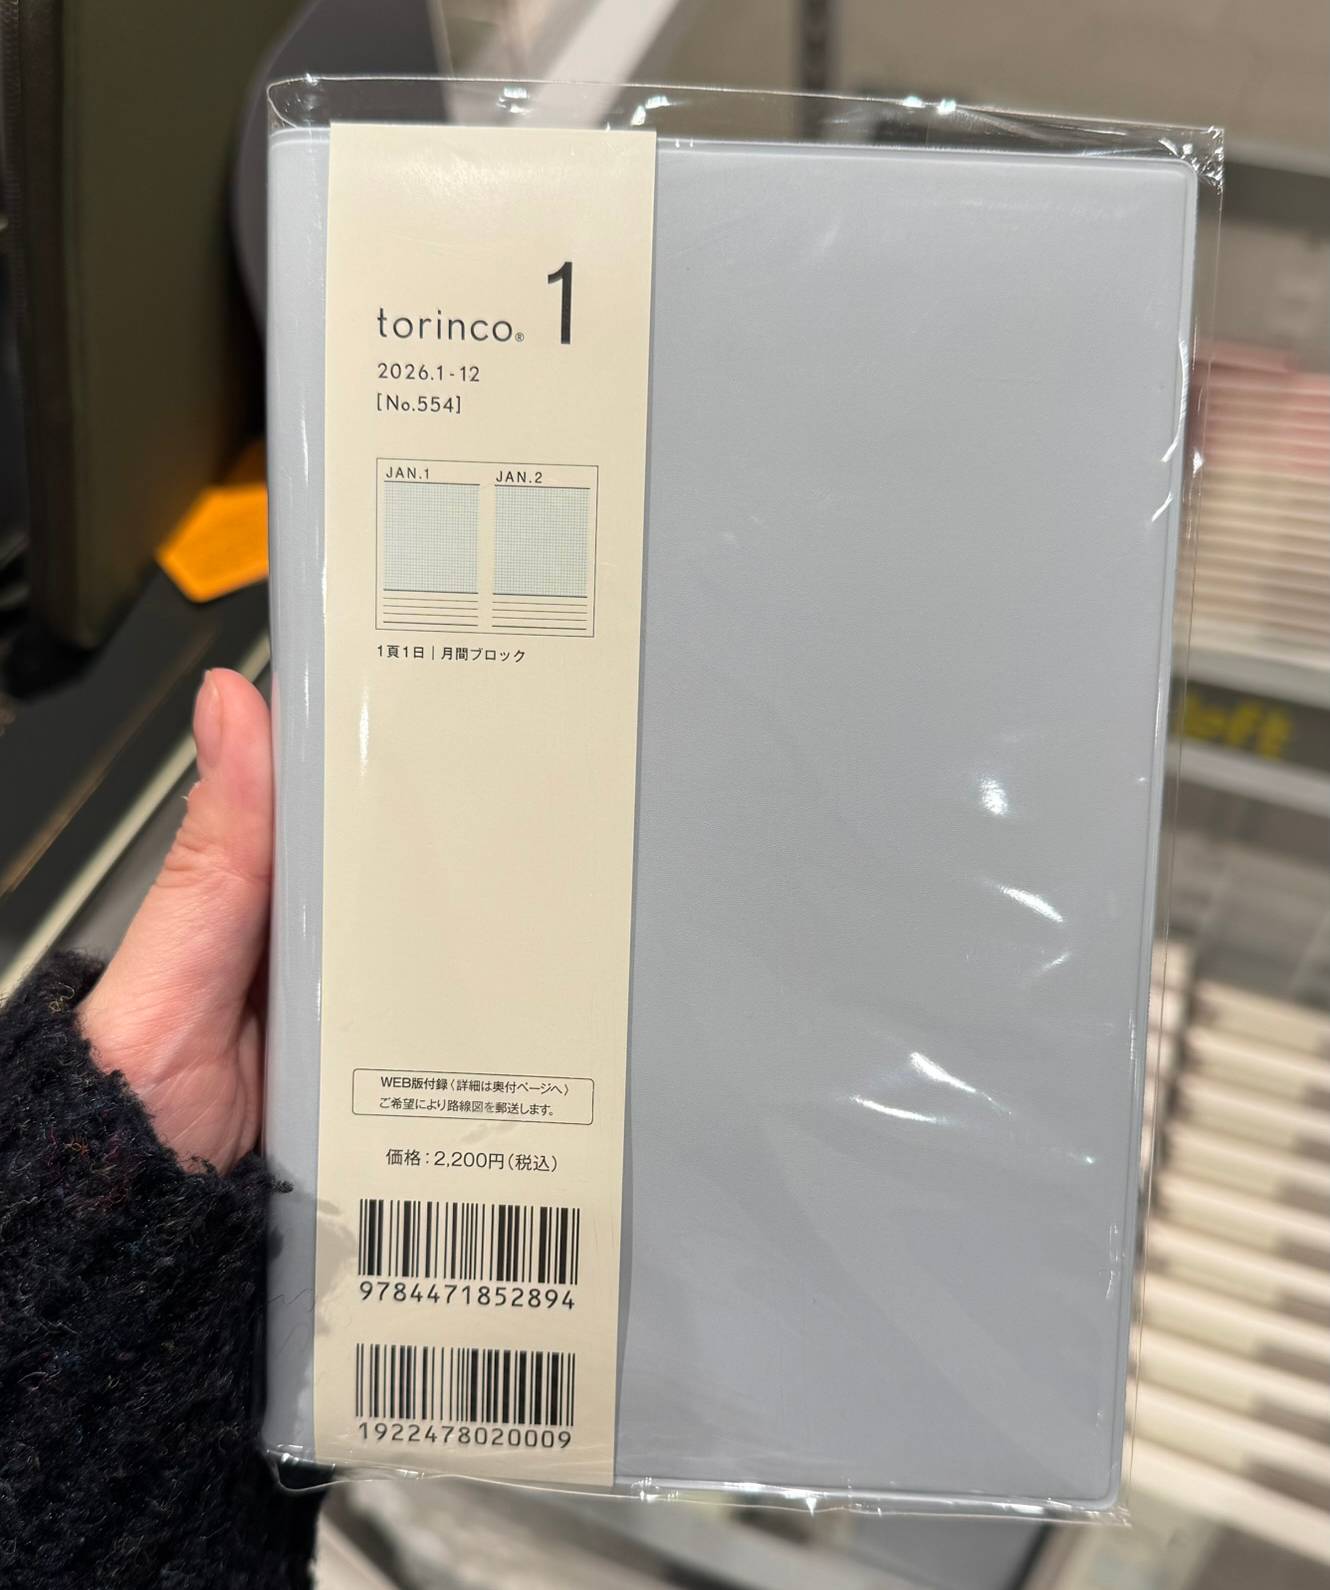 torinco® 1
2026.1-12
[No.554]
JAN.1 JAN.2
1頁1日|月間ブロック
WEB版付録〈詳細は奥付ページへ〉
ご希望により路線図を郵送します。
価格:2,200円(税込)
9784471852894
1922478020009
loft